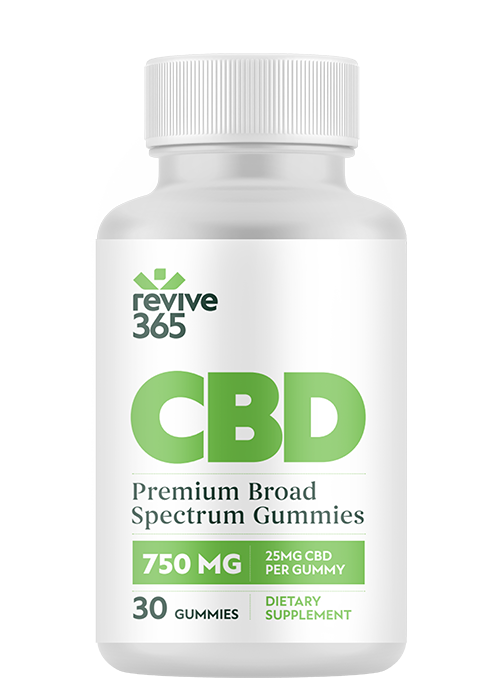 revive
365
CBD
Premium Broad
Spectrum Gummies
750 MG
25MG CBD
PER GUMMY
30 GUMMIES
DIETARY
SUPPLEMENT